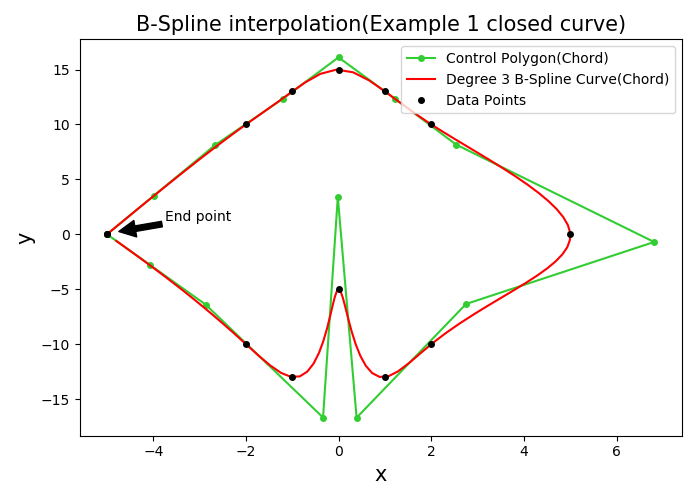 B-Spline interpolation(Example 1 closed curve)
Control Polygon(Chord)
Degree 3 B-Spline Curve(Chord)
Data Points
15
10
5
0
−5
−10
−15
y
End point
−4
−2
0
2
4
6
x